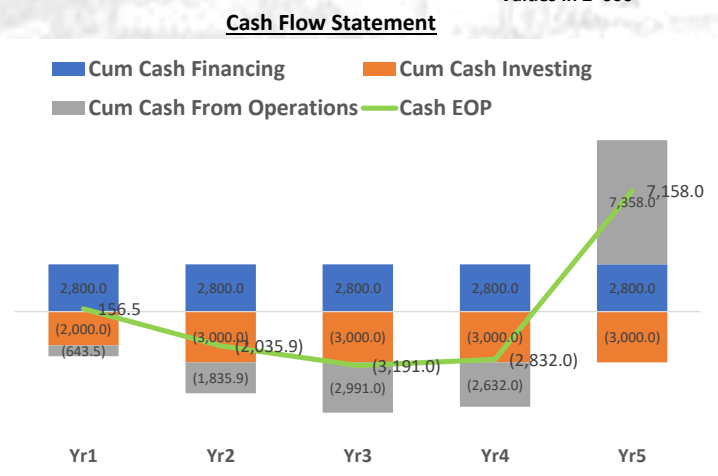 Cash Flow Statement
Cum Cash Financing
Cum Cash Investing
Cum Cash From Operations
Cash EOP
7,358.0
7,158.0
2,800.0
2,800.0
2,800.0
2,800.0
2,800.0
156.5
(2,000.0)
(3,000.0)
(3,000.0)
(3,000.0)
(3,000.0)
(2,035.9)
(3,191.0)
(2,832.0)
(643.5)
(1,835.9)
(2,991.0)
(2,632.0)
Yr1
Yr2
Yr3
Yr4
Yr5